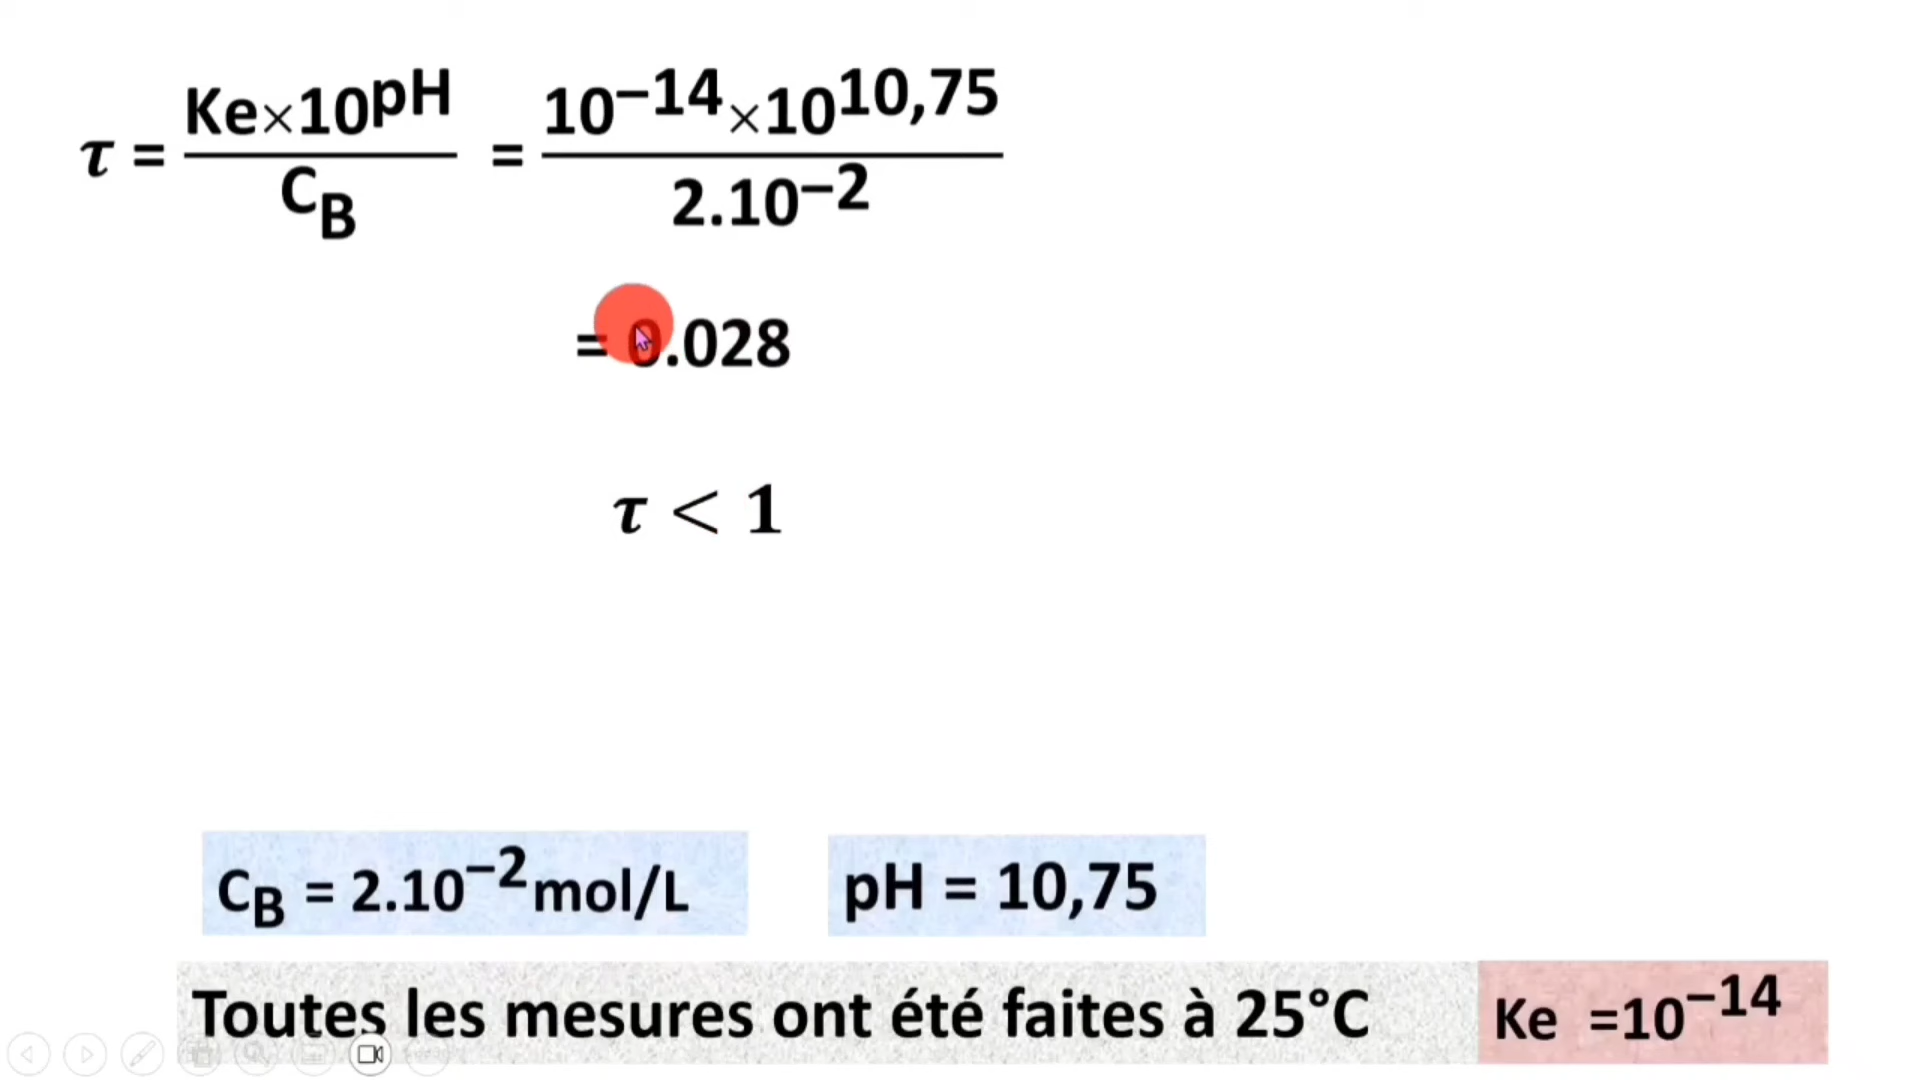 τ = Ke×10^pH / C_B = 10^–14×10^10,75 / 2.10^–2
= 0.028
τ < 1
C_B = 2.10^–2 mol/L
pH = 10,75
Toutes les mesures ont été faites à 25°C
Ke =10^–14